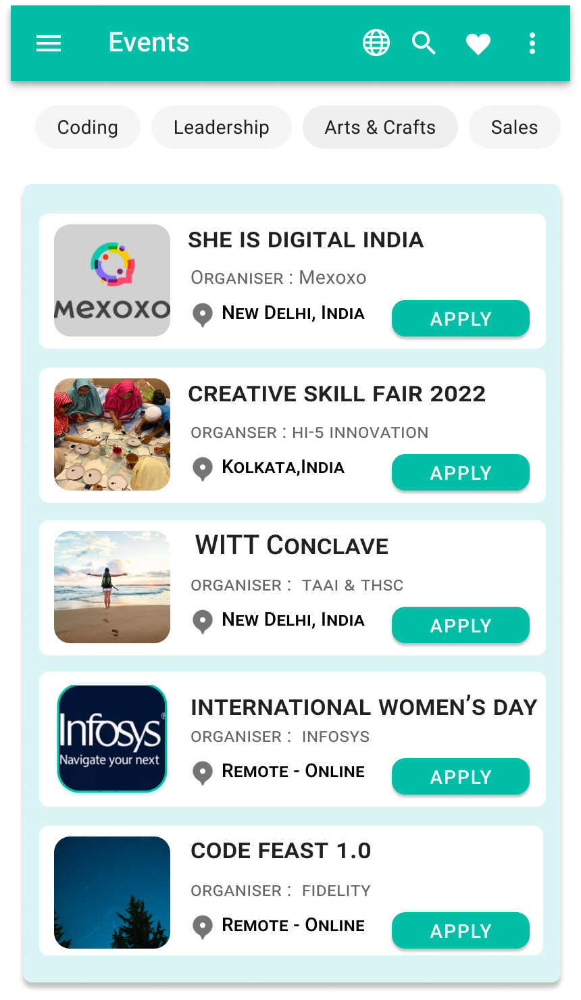 Events
Coding
Leadership
Arts & Crafts
Sales
SHE IS DIGITAL INDIA
Organiser : Mexoxo
MEXOXO
New Delhi, India
APPLY
CREATIVE SKILL FAIR 2022
ORGANSER : HI-5 INNOVATION
Kolkata,India
APPLY
WITT Conclave
ORGANISER : TAAI & THSC
New Delhi, India
APPLY
INTERNATIONAL WOMEN’S DAY
Infosys®
Navigate your next
ORGANISER : INFOSYS
Remote - Online
APPLY
CODE FEAST 1.0
ORGANISER : FIDELITY
Remote - Online
APPLY